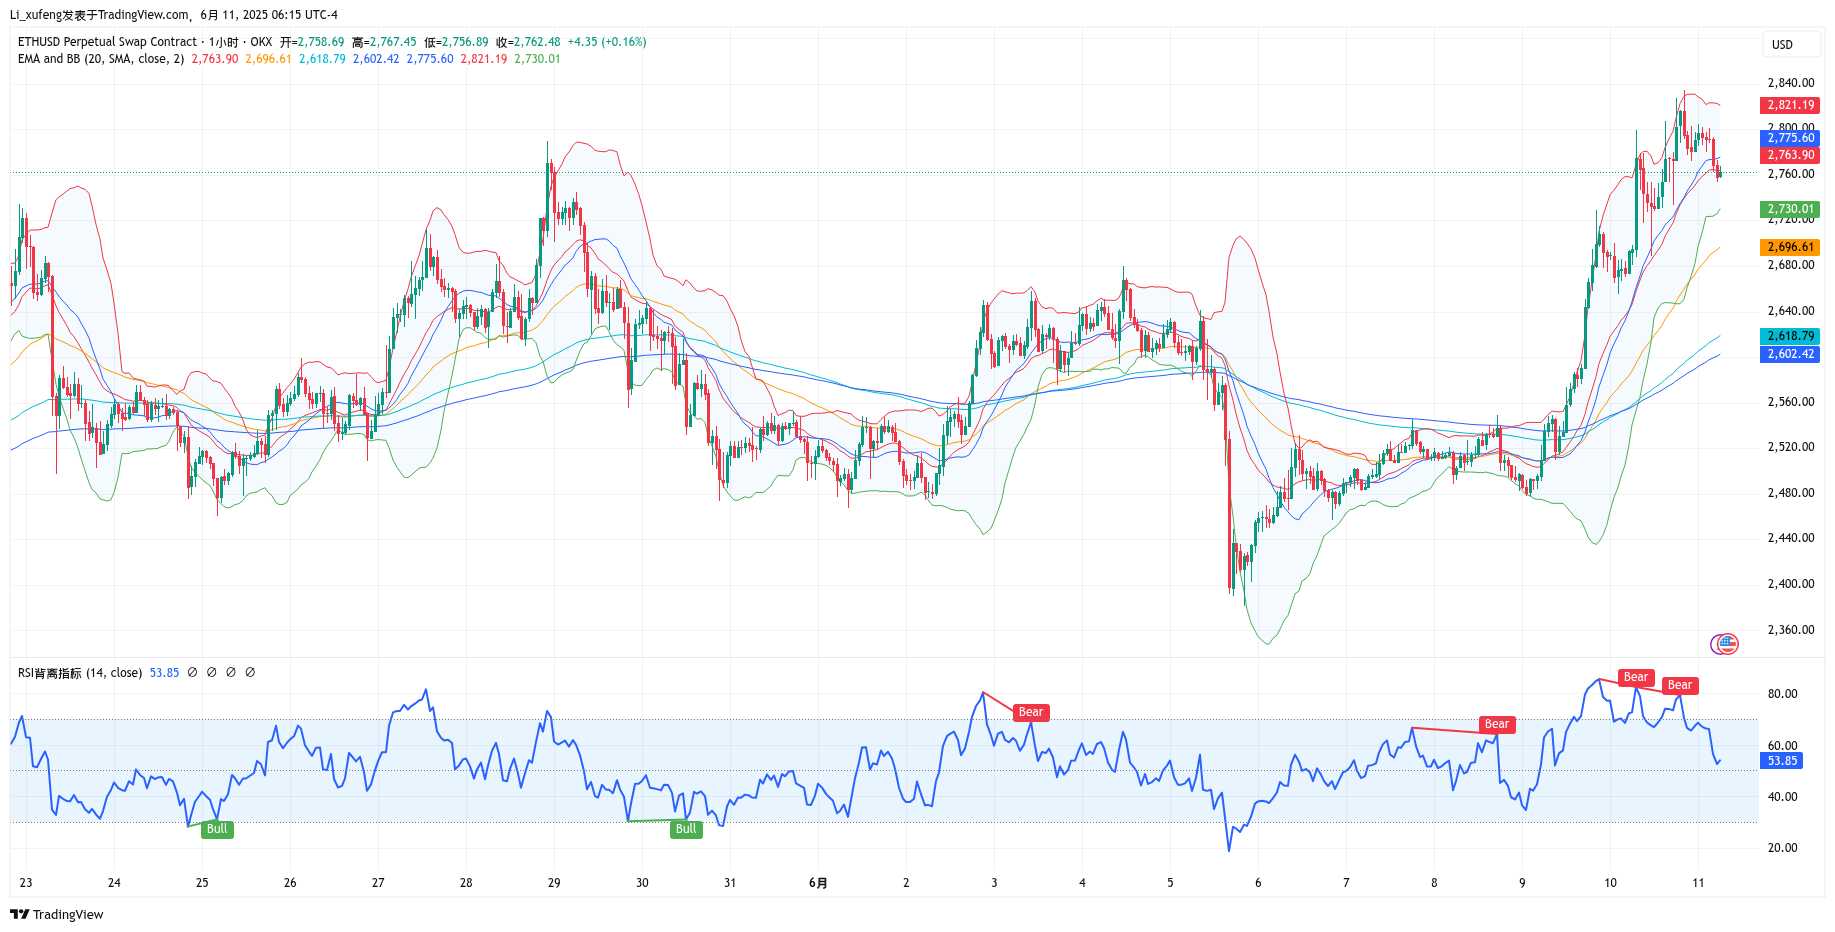 Li_xufeng发表于TradingView.com, 6月 11, 2025 06:15 UTC-4
ETHUSD Perpetual Swap Contract · 1小时 · OKX 开=2,758.69 高=2,767.45 低=2,756.89 收=2,762.48 +4.35 (+0.16%)
EMA and BB (20, SMA, close, 2) 2,763.90 2,696.61 2,618.79 2,602.42 2,775.60 2,821.19 2,730.01
USD
2,840.00
2,821.19
2,800.00
2,775.60
2,763.90
2,760.00
2,730.01
2,720.00
2,696.61
2,680.00
2,640.00
2,618.79
2,602.42
2,560.00
2,520.00
2,480.00
2,440.00
2,400.00
2,360.00
RSI背离指标 (14, close) 53.85 ∅ ∅ ∅ ∅
Bull
Bull
Bear
Bear
Bear
Bear
80.00
60.00
53.85
40.00
20.00
23 24 25 26 27 28 29 30 31 6月 2 3 4 5 6 7 8 9 10 11
TradingView